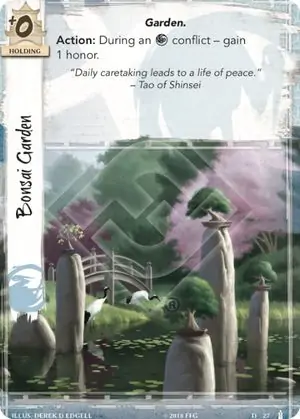 +0
HOLDING
Garden.
Action: During an conflict – gain
1 honor.
“Daily caretaking leads to a life of peace.”
– Tao of Shinsei
Bonsai Garden
ILLUS: DEREK D EDGELL
© 2018 FFG
D 27